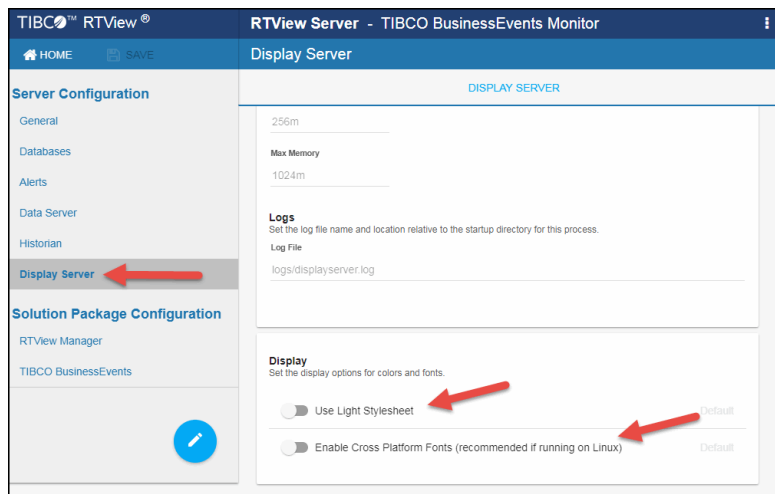 TIBCO™ RTView ®
RTView Server - TIBCO BusinessEvents Monitor
HOME
SAVE
Display Server
Server Configuration
General
Databases
Alerts
Data Server
Historian
Display Server
Solution Package Configuration
RTView Manager
TIBCO BusinessEvents
DISPLAY SERVER
256m
Max Memory
1024m
Logs
Set the log file name and location relative to the startup directory for this process.
Log File
logs/displayserver.log
Display
Set the display options for colors and fonts.
Use Light Stylesheet
Default
Enable Cross Platform Fonts (recommended if running on Linux)
Default